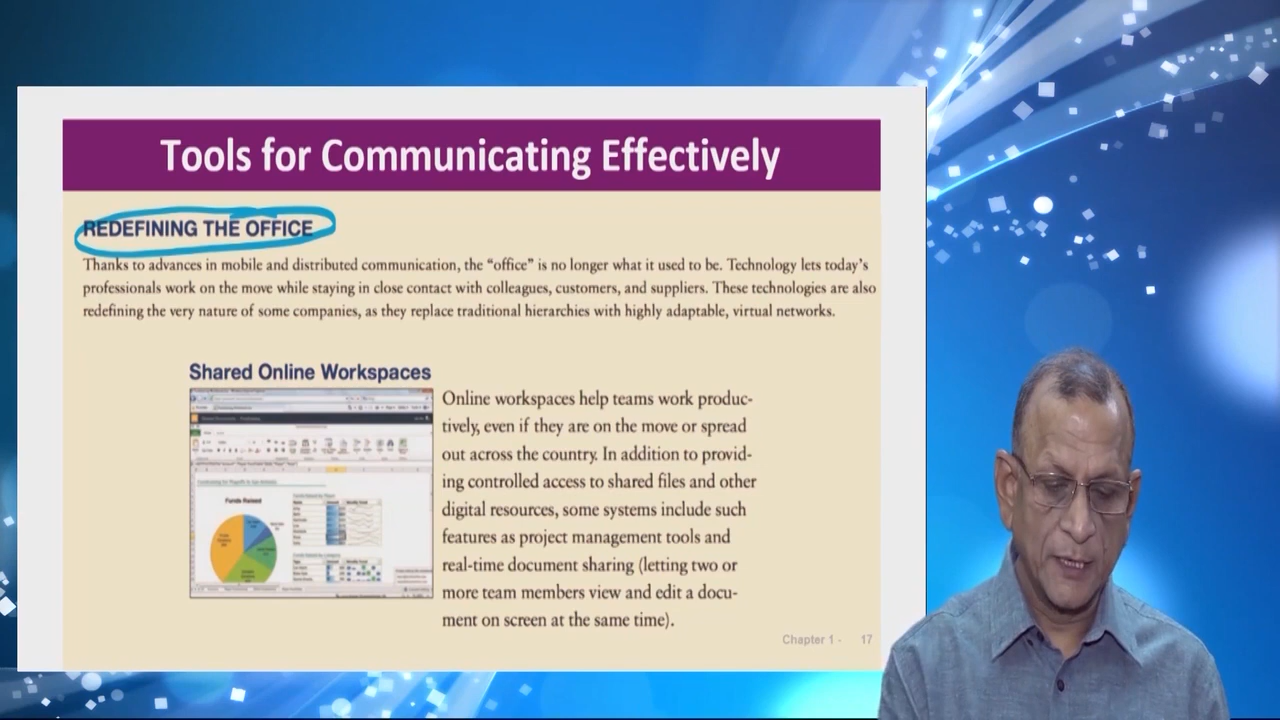 Tools for Communicating Effectively
REDEFINING THE OFFICE
Thanks to advances in mobile and distributed communication, the “office” is no longer what it used to be. Technology lets today’s
professionals work on the move while staying in close contact with colleagues, customers, and suppliers. These technologies are also
redefining the very nature of some companies, as they replace traditional hierarchies with highly adaptable, virtual networks.
Shared Online Workspaces
Online workspaces help teams work produc-
tively, even if they are on the move or spread
out across the country. In addition to provid-
ing controlled access to shared files and other
digital resources, some systems include such
features as project management tools and
real-time document sharing (letting two or
more team members view and edit a docu-
ment on screen at the same time).
Funds Raised
Chapter 1 - 17